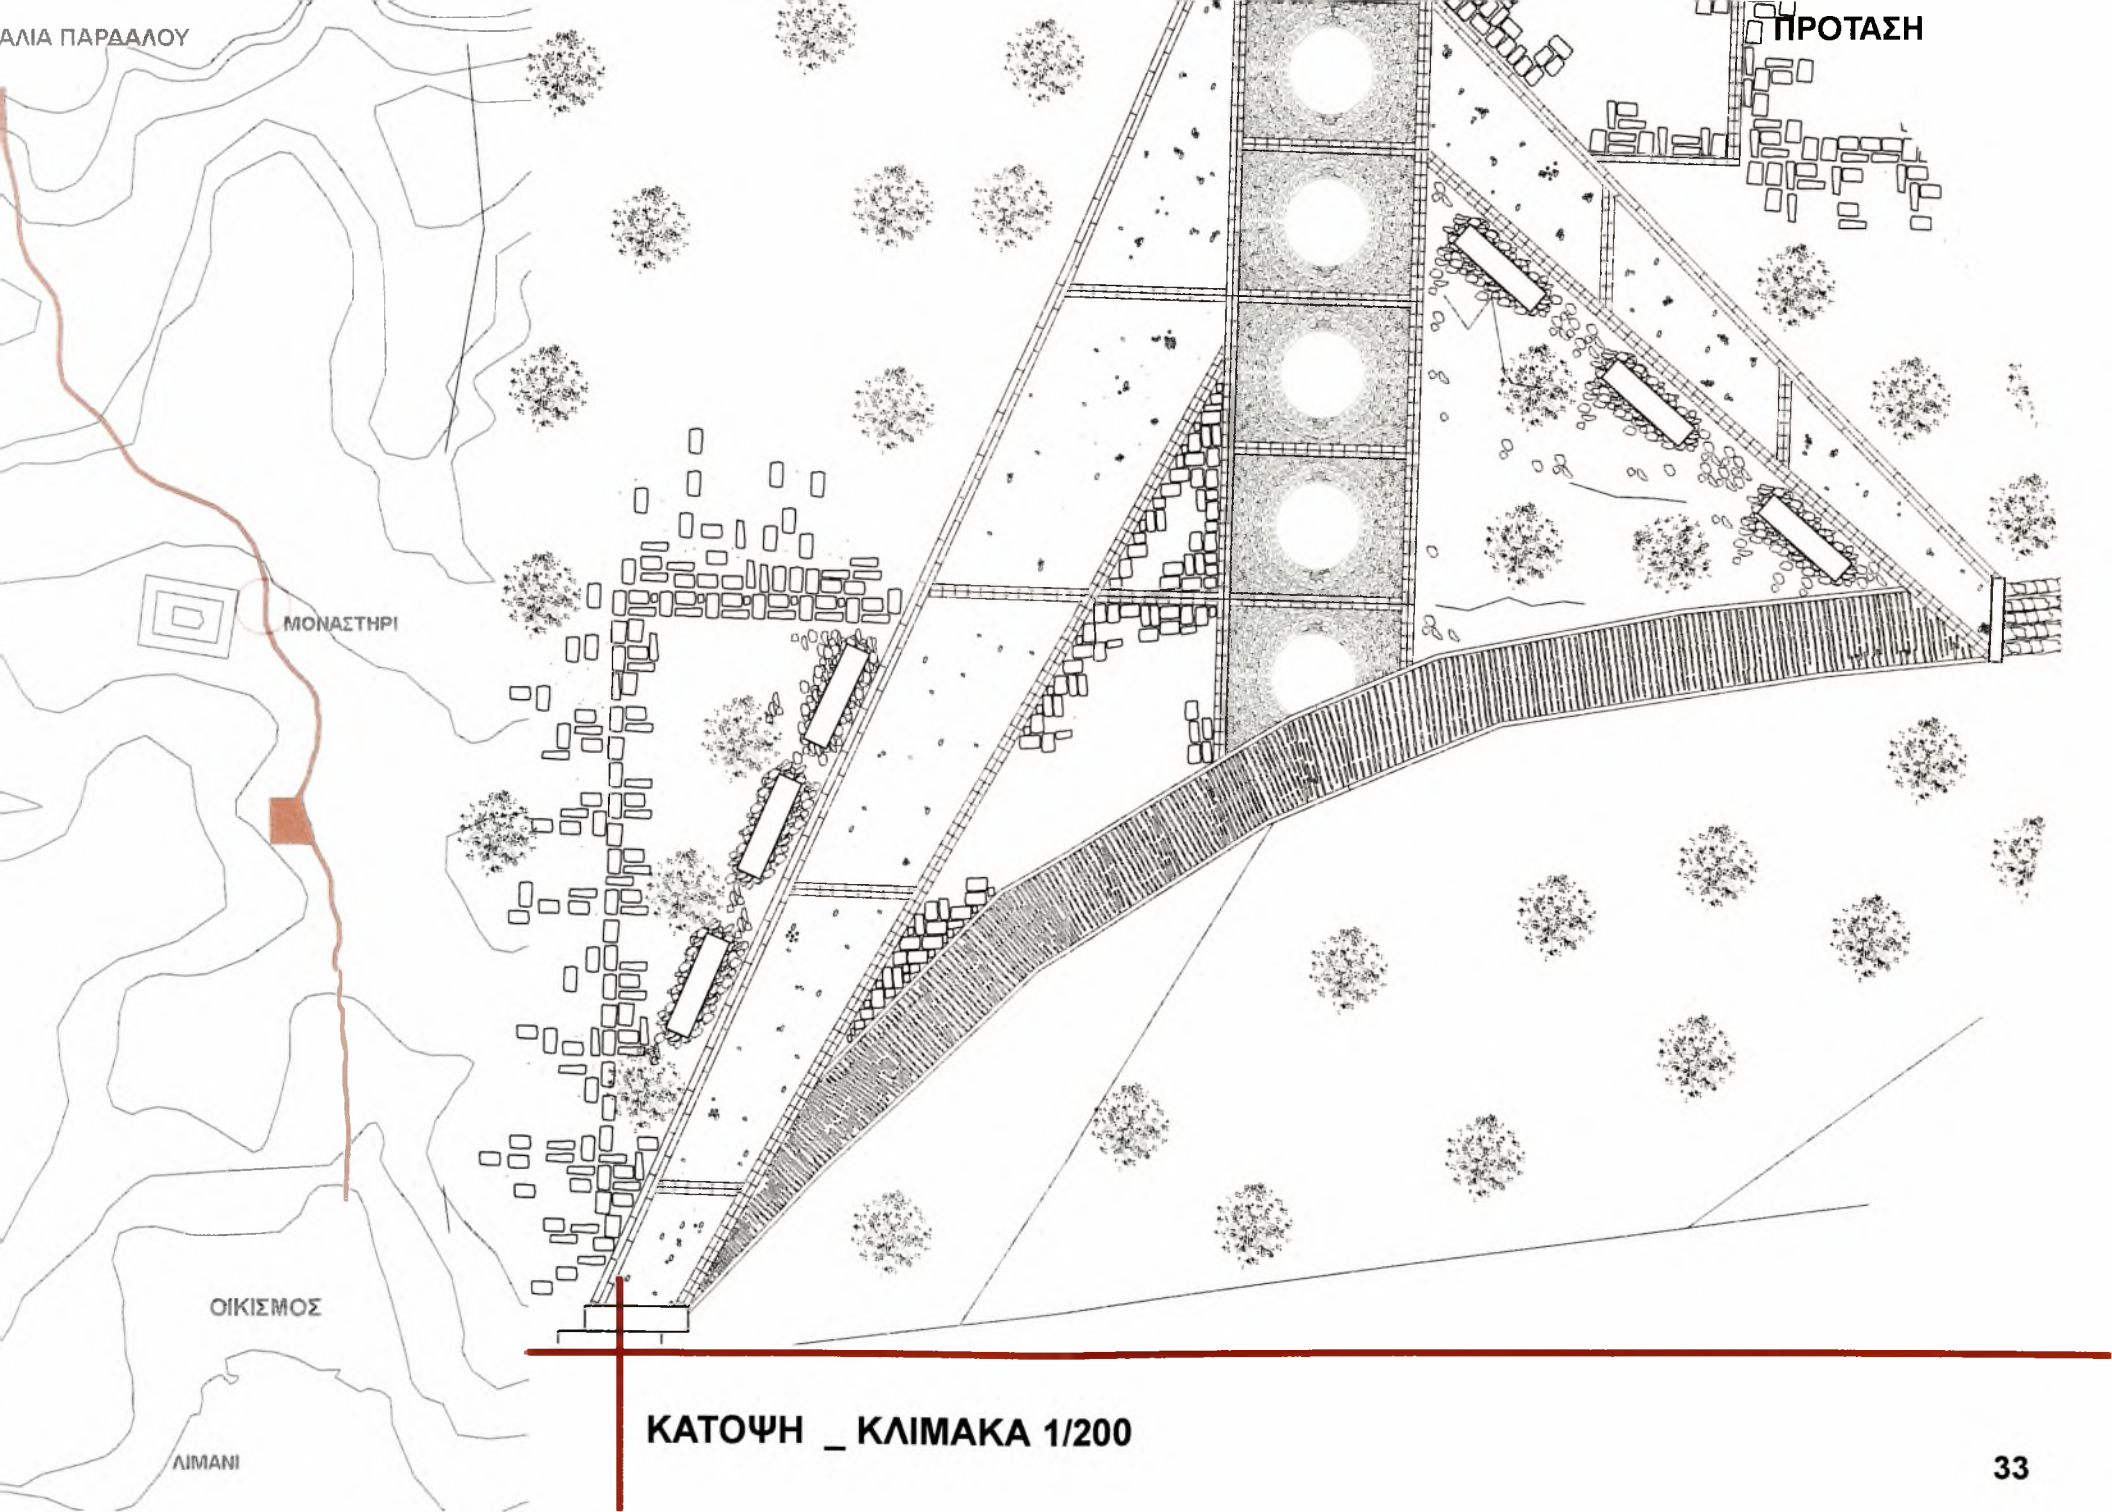 ΑΛΙΑ ΠΑΡΔΑΛΟΥ
ΠΡΟΤΑΣΗ
ΜΟΝΑΣΤΗΡΙ
ΟΙΚΙΣΜΟΣ
ΛΙΜΑΝΙ
ΚΑΤΟΨΗ _ ΚΛΙΜΑΚΑ 1/200
33